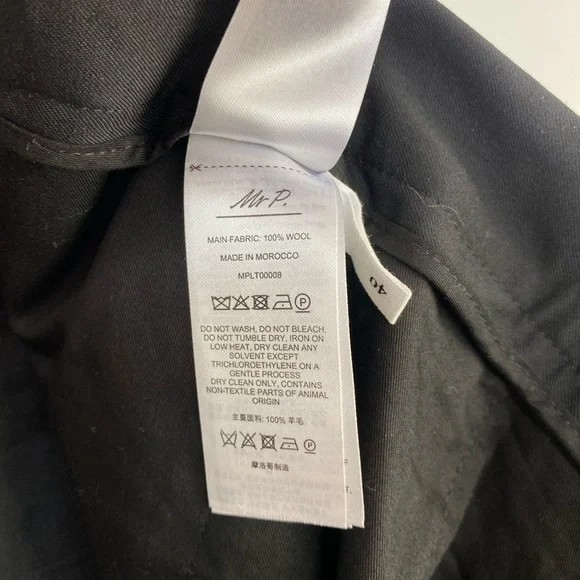 Mr P.
MAIN FABRIC: 100% WOOL
MADE IN MOROCCO
MPLT00008
DO NOT WASH, DO NOT BLEACH,
DO NOT TUMBLE DRY, IRON ON
LOW HEAT, DRY CLEAN ANY
SOLVENT EXCEPT
TRICHLOROETHYLENE ON A
GENTLE PROCESS
DRY CLEAN ONLY, CONTAINS
NON-TEXTILE PARTS OF ANIMAL
ORIGIN
主要面料: 100% 羊毛
摩洛哥制造
40